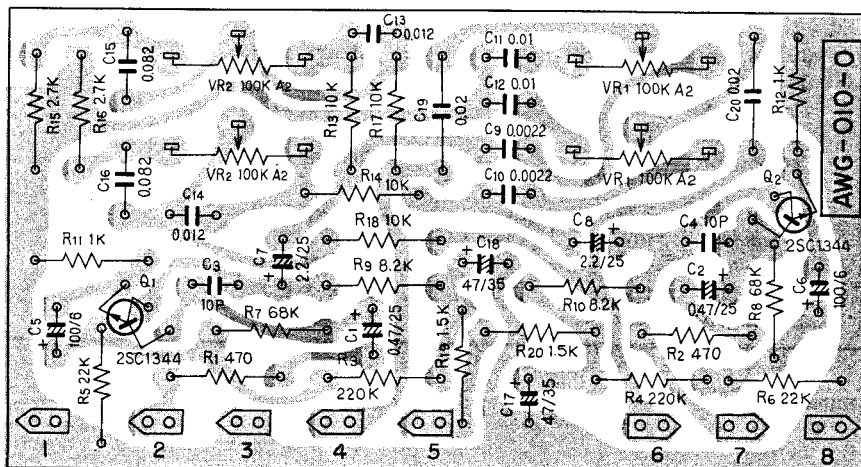 C13
0.012
C15
0.082
R15 2.7K
R16 2.7K
VR2 100K A2
R13 10K
R17 10K
C19
0.02
C11 0.01
C12 0.01
C9 0.0022
C10 0.0022
VR1 100K A2
C20 0.02
R12 1K
AWG-010-0
C16
0.082
VR2 100K A2
C14
0.012
R14
10K
VR1 100K A2
Q2
2SC1344
R11 1K
Q1
2SC1344
C3
10P
C7
2.2/25
R18 10K
R9 8.2K
C18
47/35
C8
2.2/25
C4 10P
C2
0.47/25
R10 8.2K
R8 68K
C6
100/6
C5
100/6
R7 68K
C1
0.47/25
R19 1.5K
R20 1.5K
R2 470
R5 22K
R1 470
R3
220K
C17
47/35
R4 220K
R6 22K
1
2
3
4
5
6
7
8